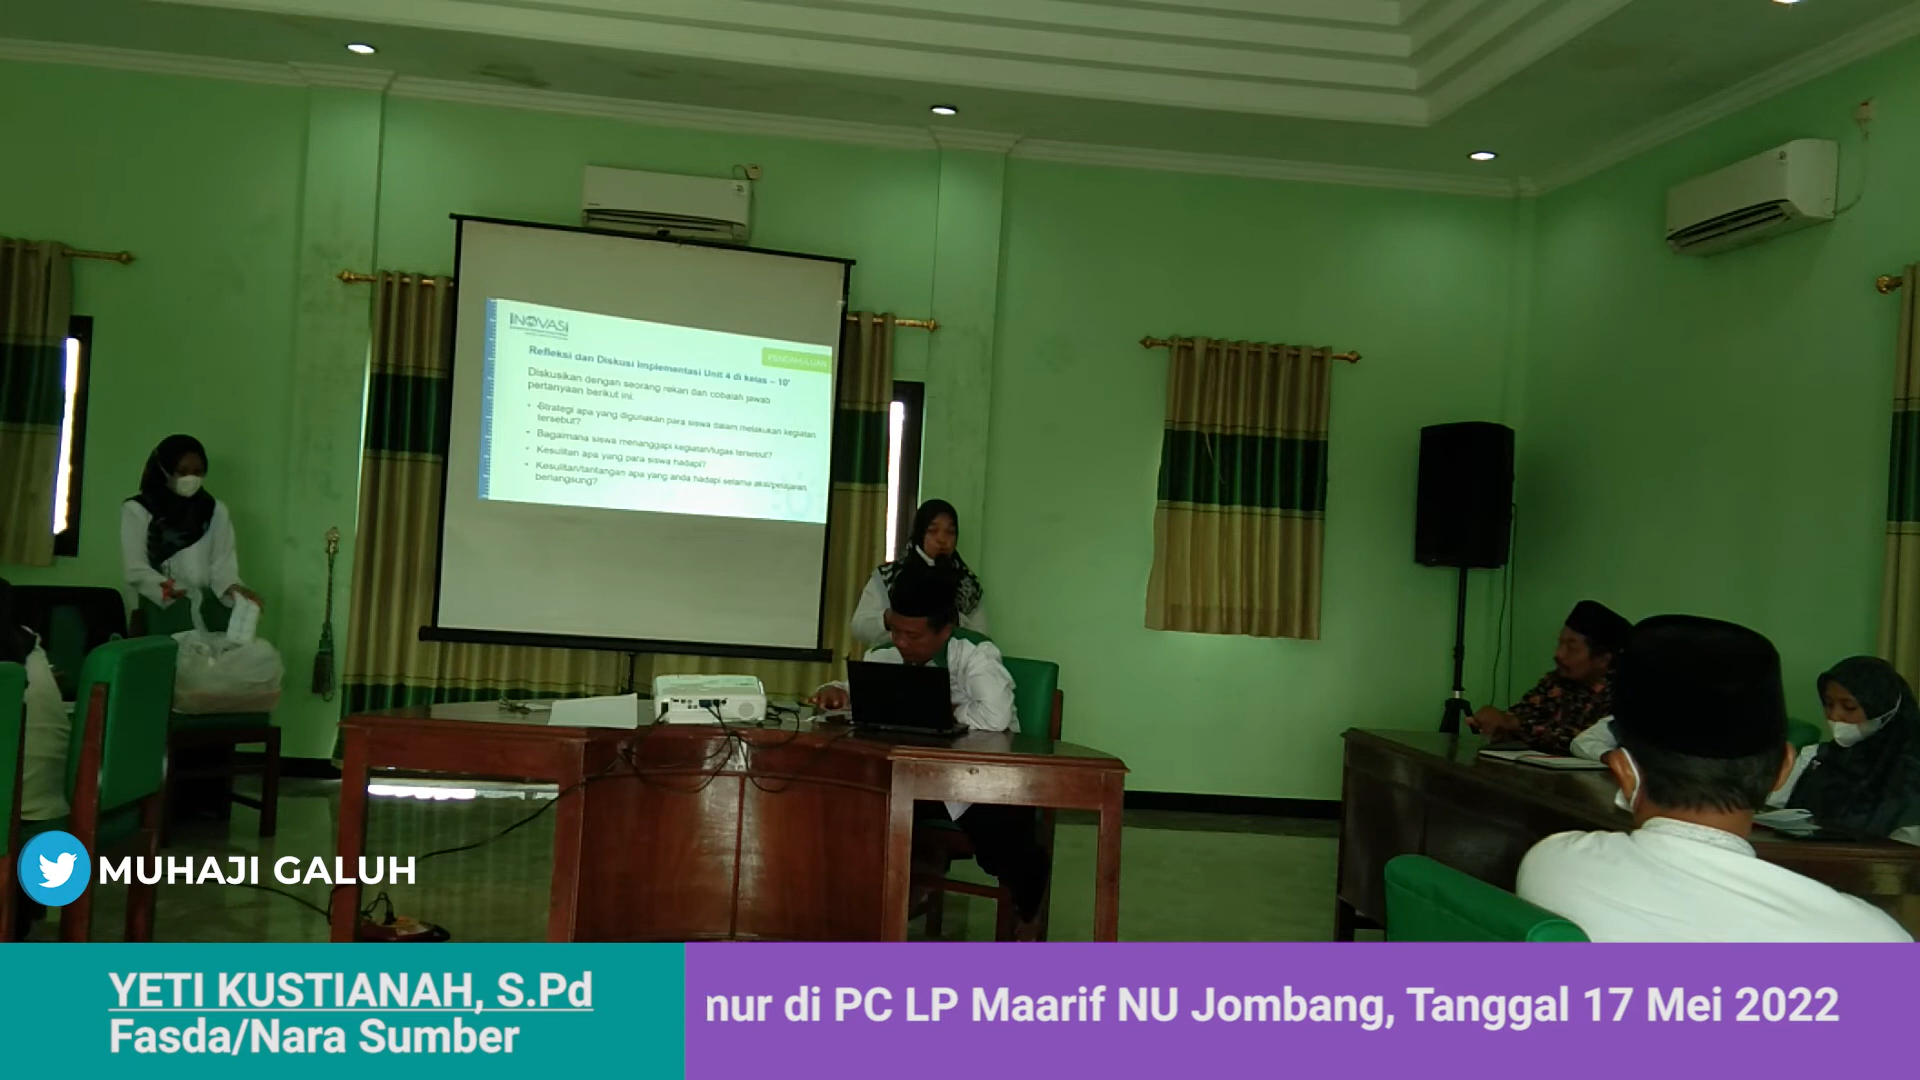 INOVASI
PENDAHULUAN
Refleksi dan Diskusi Implementasi Unit 4 di kelas – 10'
Diskusikan dengan seorang rekan dan cobalah jawab
pertanyaan berikut ini.
• Strategi apa yang digunakan para siswa dalam melakukan kegiatan
tersebut?
• Bagaimana siswa menanggapi kegiatan/tugas tersebut?
• Kesulitan apa yang para siswa hadapi?
• Kesulitan/tantangan apa yang anda hadapi selama aksi/pelajaran
berlangsung?
MUHAJI GALUH
YETI KUSTIANAH, S.Pd
Fasda/Nara Sumber
nur di PC LP Maarif NU Jombang, Tanggal 17 Mei 2022